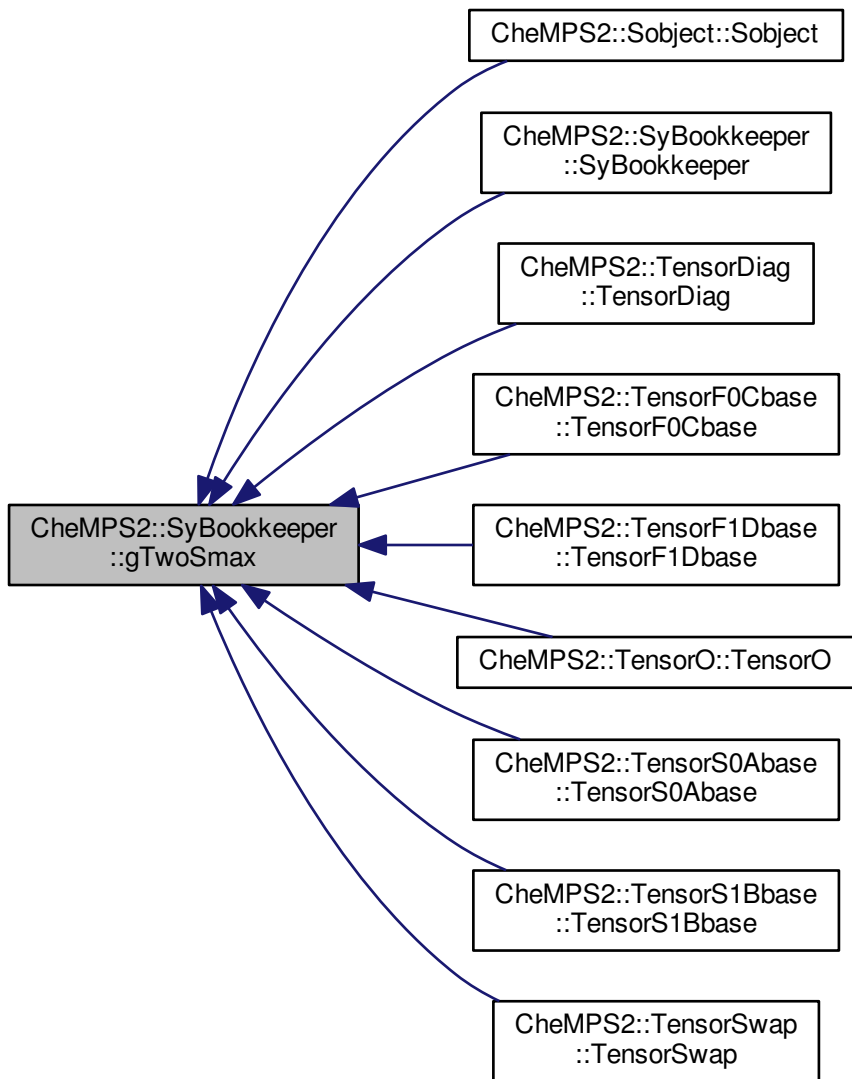 CheMPS2::Sobject::Sobject
CheMPS2::SyBookkeeper
::SyBookkeeper
CheMPS2::TensorDiag
::TensorDiag
CheMPS2::TensorF0Cbase
::TensorF0Cbase
CheMPS2::SyBookkeeper
::gTwoSmax
CheMPS2::TensorF1Dbase
::TensorF1Dbase
CheMPS2::TensorO::TensorO
CheMPS2::TensorS0Abase
::TensorS0Abase
CheMPS2::TensorS1Bbase
::TensorS1Bbase
CheMPS2::TensorSwap
::TensorSwap